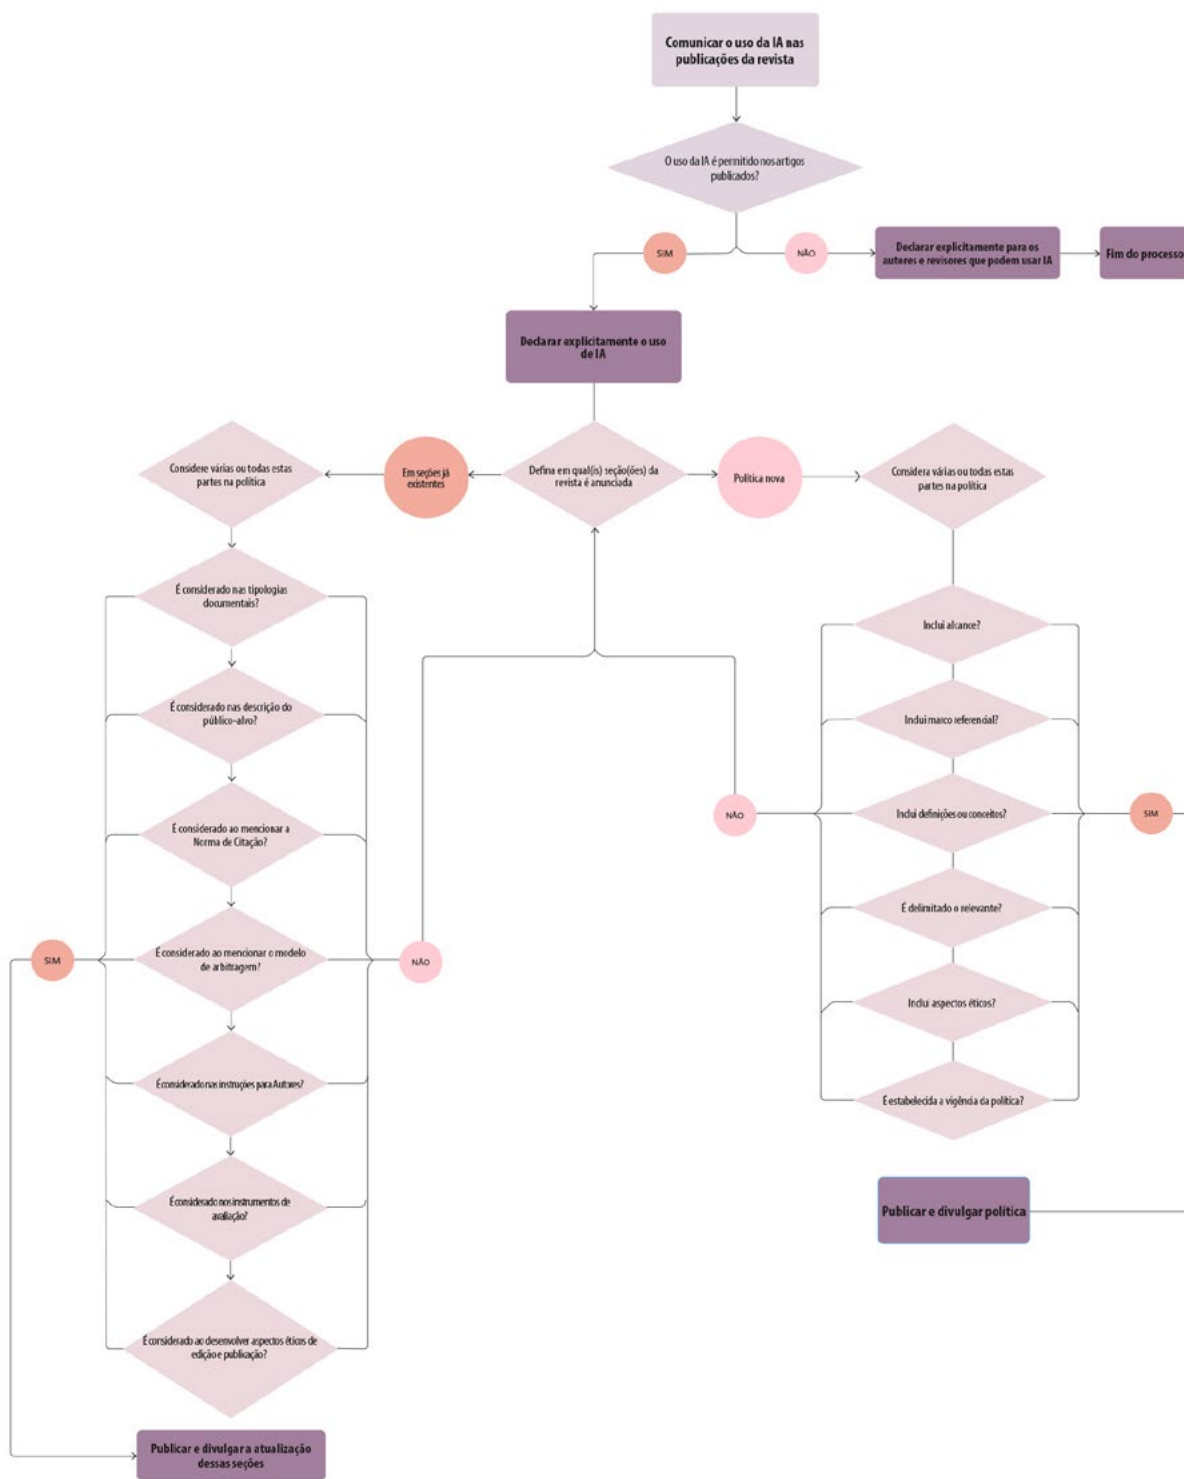 Comunicar o uso da IA nas
publicações da revista
O uso da IA é permitido nos artigos
publicados?
SIM
NÃO
Declarar explicitamente para os
autores e revisores que podem usar IA
Fim do processo
Declarar explicitamente o uso
de IA
Considere várias ou todas estas
partes na política
Em seções já
existentes
Defina em qual(is) seção(ões) da
revista é anunciada
Política nova
Considera várias ou todas estas
partes na política
É considerado nas tipologias
documentais?
É considerado nas descrição do
público-alvo?
É considerado ao mencionar a
Norma de Citação?
É considerado ao mencionar o modelo
de arbitragem?
SIM
NÃO
É considerado nas instruções para Autores?
É considerado nos instrumentos de
avaliação?
É considerado ao desenvolver aspectos éticos de
edição e publicação?
Publicar e divulgar a atualização
dessas seções
Inclui alcance?
Inclui marco referencial?
NÃO
Inclui definições ou conceitos?
SIM
É delimitado o relevante?
Inclui aspectos éticos?
É estabelecida a vigência da política?
Publicar e divulgar política